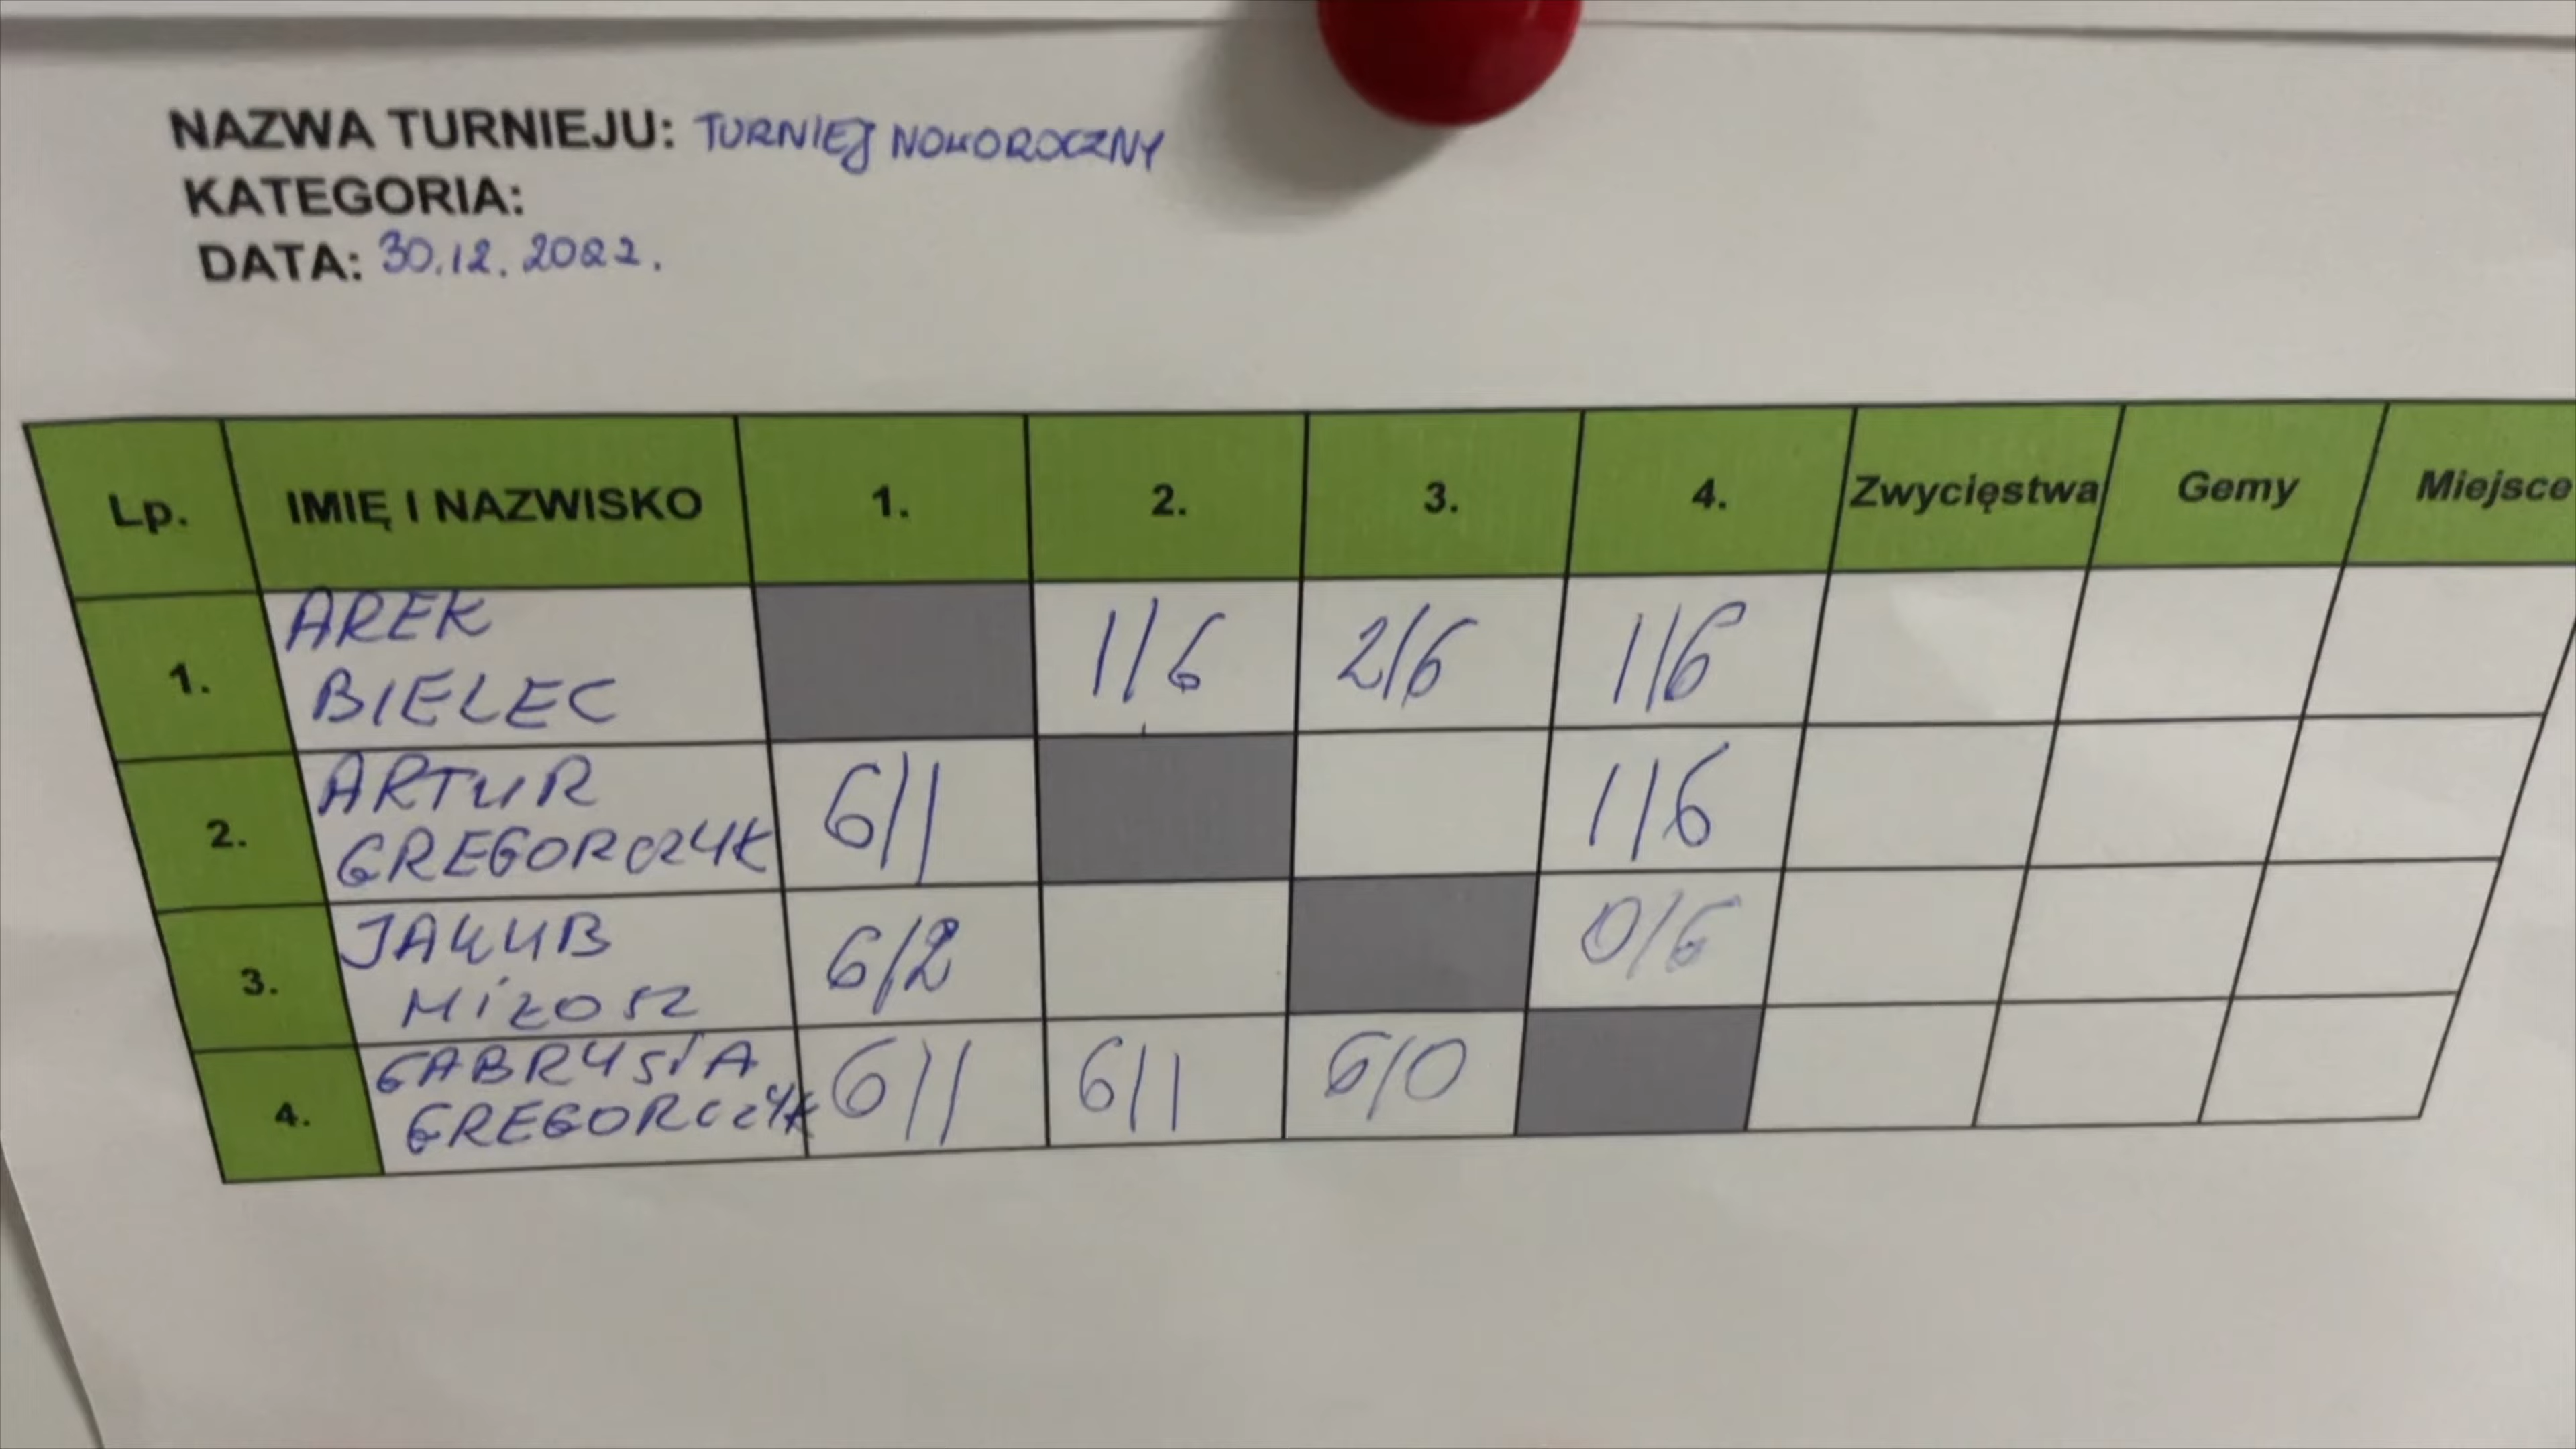 NAZWA TURNIEJU: TURNIEJ NOWOROCZNY
KATEGORIA:
DATA: 30.12.2022.
Lp. IMIĘ I NAZWISKO 1. 2. 3. 4. Zwycięstwa Gemy Miejsce
1. AREK BIELEC 1/6 2/6 1/6
2. ARTUR GREGORCZYK 6/1 1/6
3. JAKUB MIŁOSZ 6/2 0/6
4. GABRYSIA GREGORCZYK 6/1 6/1 6/0